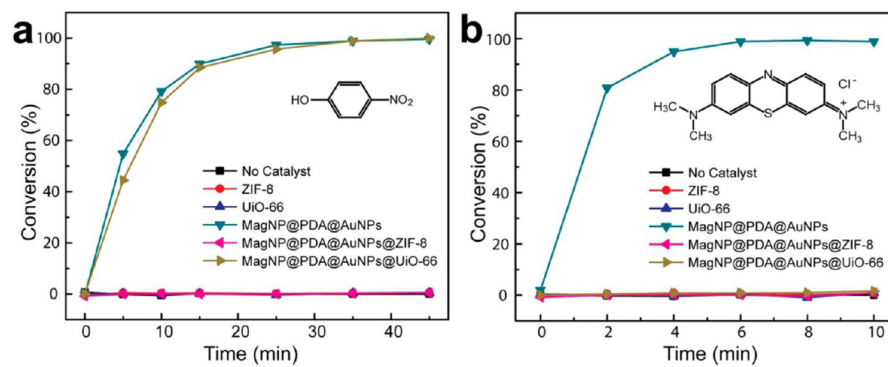 a
100
80
60
40
20
0
Conversion (%)
HO
NO₂
No Catalyst
ZIF-8
UiO-66
MagNP@PDA@AuNPs
MagNP@PDA@AuNPs@ZIF-8
MagNP@PDA@AuNPs@UiO-66
0 10 20 30 40
Time (min)
b
100
80
60
40
20
0
Conversion (%)
N
Cl⁻
H₃C
N
S
N
+
CH₃
CH₃
CH₃
No Catalyst
ZIF-8
UiO-66
MagNP@PDA@AuNPs
MagNP@PDA@AuNPs@ZIF-8
MagNP@PDA@AuNPs@UiO-66
0 2 4 6 8 10
Time (min)